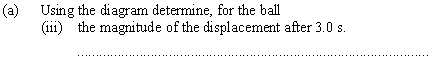 (a) Using the diagram determine, for the ball
(iii) the magnitude of the displacement after 3.0 s.
................................................................................................